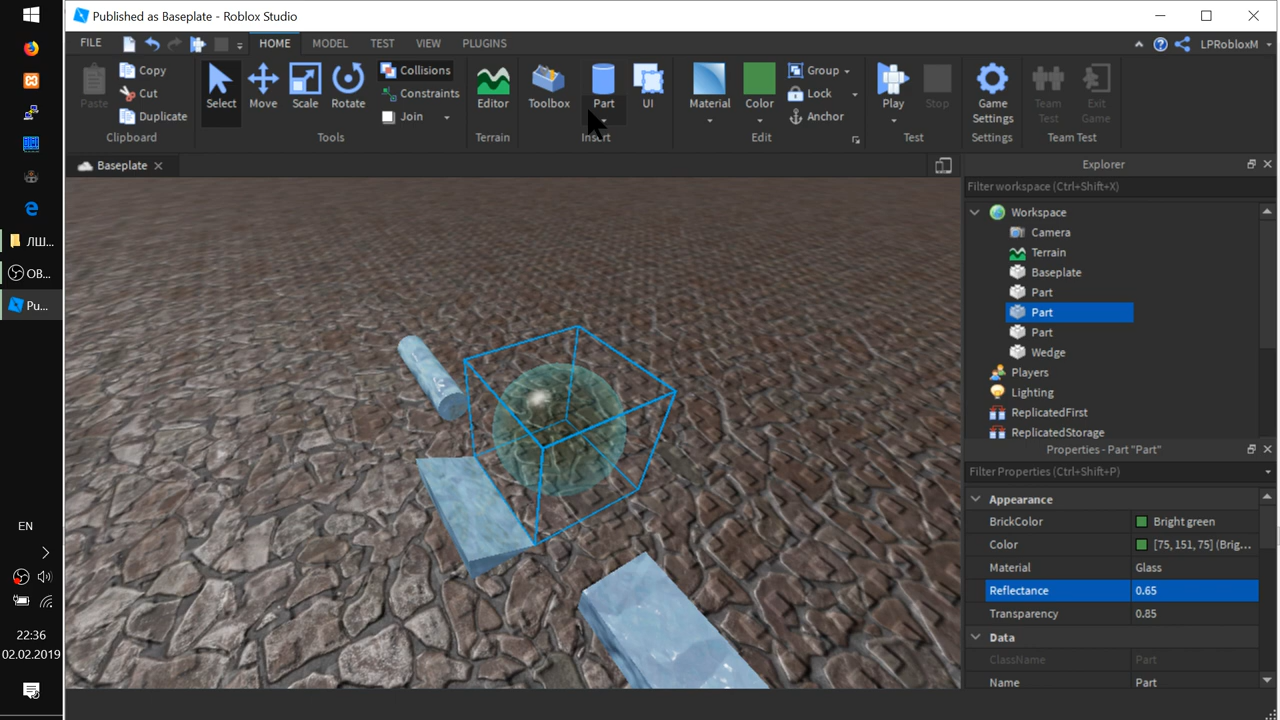 Published as Baseplate - Roblox Studio
FILE HOME MODEL TEST VIEW PLUGINS LPRobloxM
Paste Copy Cut Duplicate
Clipboard
Select Move Scale Rotate Collisions Constraints Join
Tools
Editor
Terrain
Toolbox Part UI
Insert
Material Color Group Lock Anchor
Edit
Play Stop
Test
Game Settings
Settings
Team Test Exit Game
Team Test
Baseplate
Explorer
Filter workspace (Ctrl+Shift+X)
Workspace
Camera
Terrain
Baseplate
Part
Part
Part
Wedge
Players
Lighting
ReplicatedFirst
ReplicatedStorage
Properties - Part "Part"
Filter Properties (Ctrl+Shift+P)
Appearance
BrickColor Bright green
Color [75, 151, 75] (Brig...
Material Glass
Reflectance 0.65
Transparency 0.85
Data
ClassName Part
Name Part
ЛШ...
OB...
Pu...
EN
22:36
02.02.2019